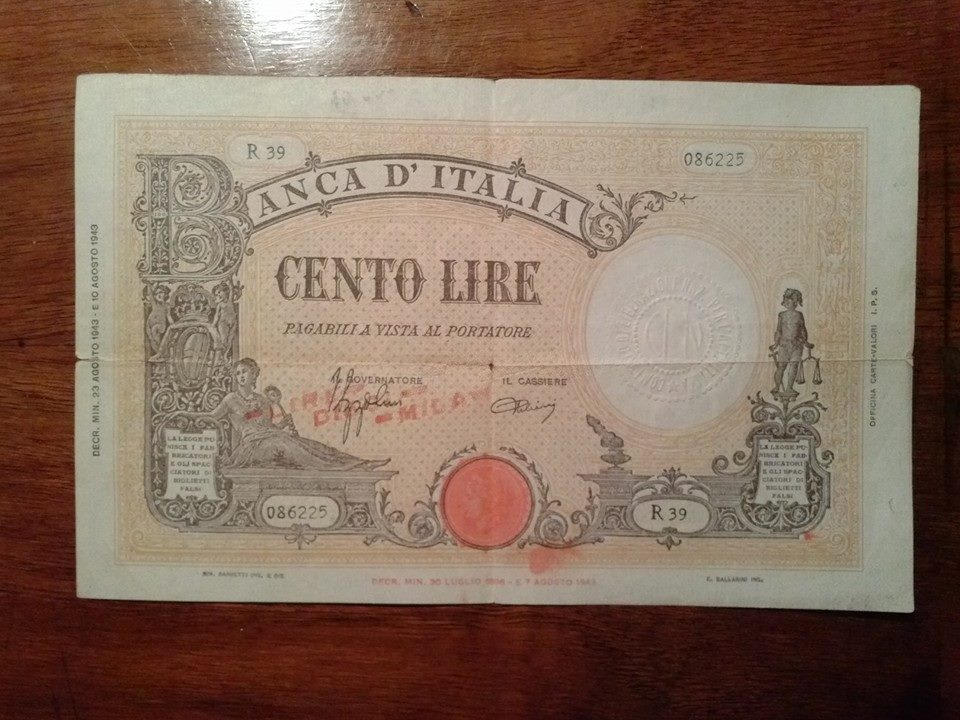 R 39
086225
BANCA D'ITALIA
CENTO LIRE
PAGABILI A VISTA AL PORTATORE
IL GOVERNATORE
IL CASSIERE
DECR. MIN. 23 AGOSTO 1943 - E 10 AGOSTO 1943
OFFICINA CARTE-VALORI I. P. S.
LA LEGGE PU-
NISCE I FAB-
BRICATORI
E GLI SPAC-
CIATORI DI
BIGLIETTI
FALSI
LA LEGGE PU-
NISCE I FAB-
BRICATORI
E GLI SPAC-
CIATORI DI
BIGLIETTI
FALSI
086225
R 39
DECR. MIN. 30 LUGLIO 1896 - E 7 AGOSTO 1943
G. BALLARINI INC.